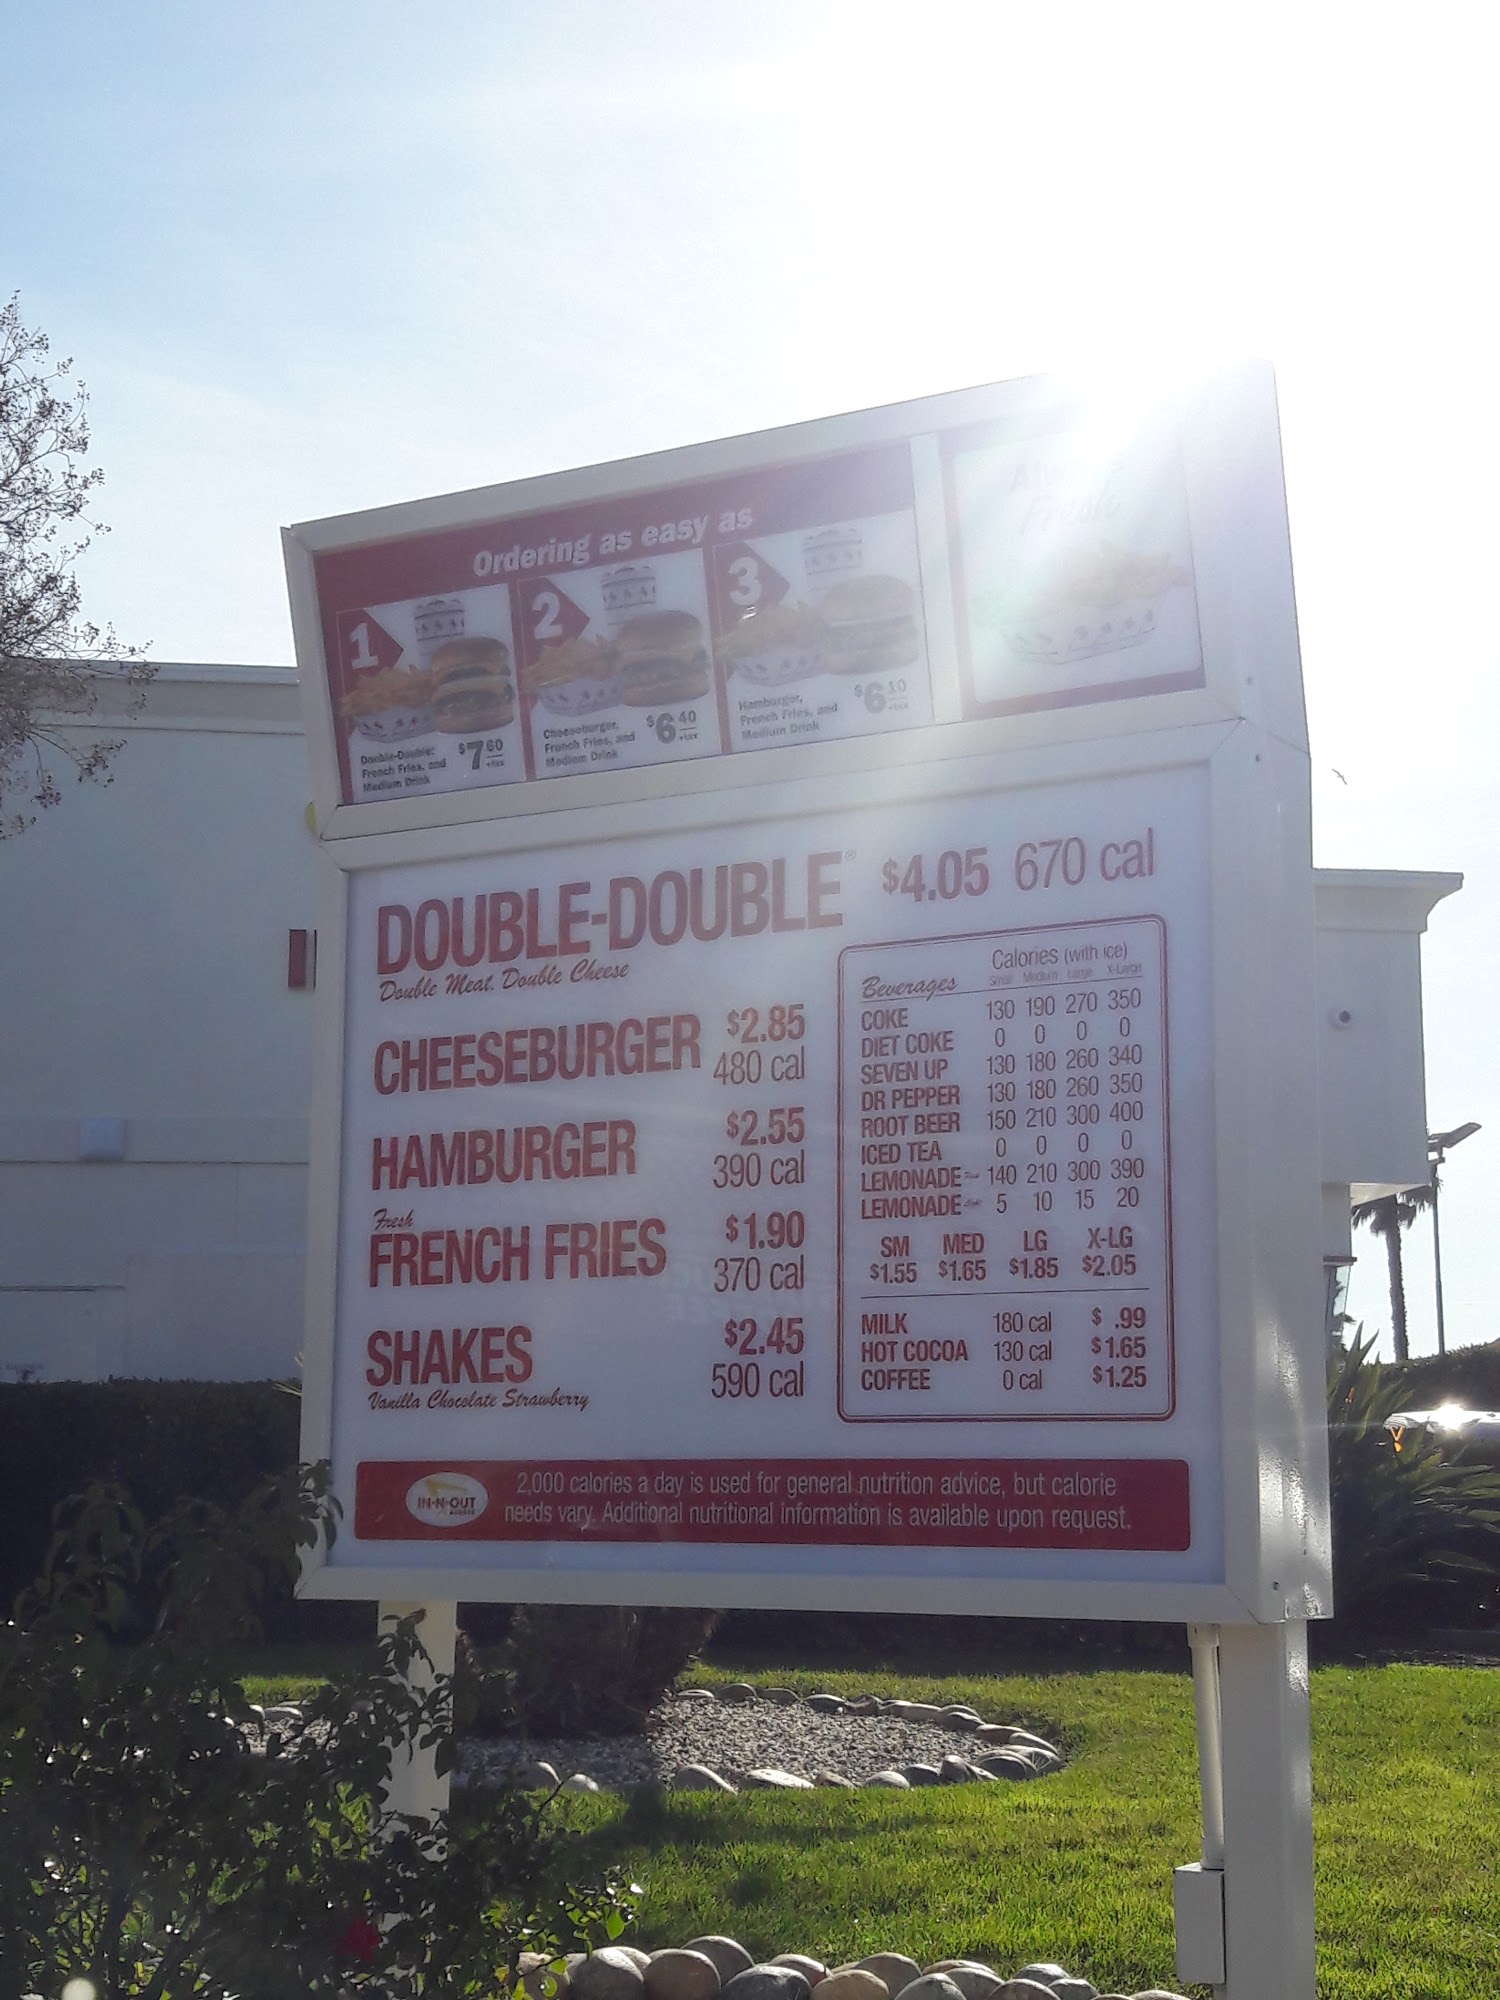 Ordering as easy as
1
Double-Double,
French Fries, and
Medium Drink
$7 60
+tax
2
Cheeseburger,
French Fries, and
Medium Drink
$6 40
+tax
3
Hamburger,
French Fries, and
Medium Drink
$6 10
+tax
Always
Fresh
DOUBLE-DOUBLE® $4.05 670 cal
Double Meat, Double Cheese
CHEESEBURGER $2.85
480 cal
HAMBURGER $2.55
390 cal
Fresh
FRENCH FRIES $1.90
370 cal
SHAKES $2.45
590 cal
Vanilla Chocolate Strawberry
Calories (with ice)
Beverages Small Medium Large X-Large
COKE 130 190 270 350
DIET COKE 0 0 0 0
SEVEN UP 130 180 260 340
DR PEPPER 130 180 260 350
ROOT BEER 150 210 300 400
ICED TEA 0 0 0 0
LEMONADE 140 210 300 390
LEMONADE 5 10 15 20
SM MED LG X-LG
$1.55 $1.65 $1.85 $2.05
MILK 180 cal $ .99
HOT COCOA 130 cal $1.65
COFFEE 0 cal $1.25
IN-N-OUT
BURGER
2,000 calories a day is used for general nutrition advice, but calorie
needs vary. Additional nutritional information is available upon request.